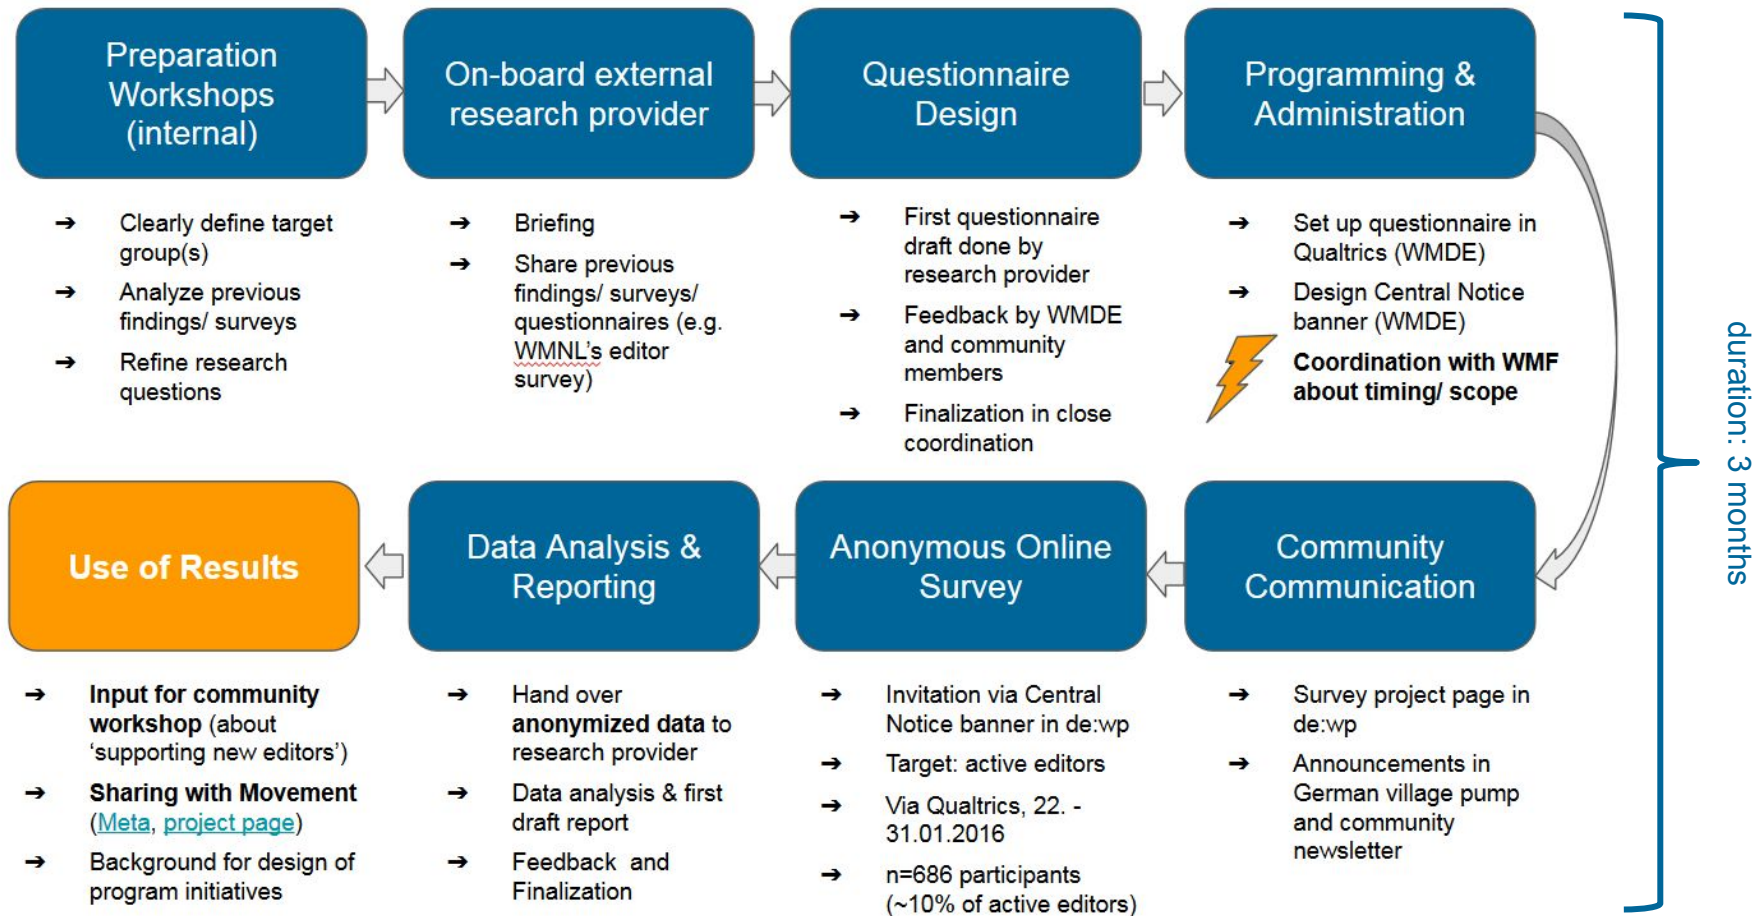 Preparation
Workshops
(internal)
On-board external
research provider
Questionnaire
Design
Programming &
Administration
➔ Clearly define target
group(s)
➔ Analyze previous
findings/ surveys
➔ Refine research
questions
➔ Briefing
➔ Share previous
findings/ surveys/
questionnaires (e.g.
WMNL's editor
survey)
➔ First questionnaire
draft done by
research provider
➔ Feedback by WMDE
and community
members
➔ Finalization in close
coordination
➔ Set up questionnaire in
Qualtrics (WMDE)
➔ Design Central Notice
banner (WMDE)
Coordination with WMF
about timing/ scope
duration: 3 months
Use of Results
Data Analysis &
Reporting
Anonymous Online
Survey
Community
Communication
➔ Input for community
workshop (about
‘supporting new editors’)
➔ Sharing with Movement
(Meta, project page)
➔ Background for design of
program initiatives
➔ Hand over
anonymized data to
research provider
➔ Data analysis & first
draft report
➔ Feedback and
Finalization
➔ Invitation via Central
Notice banner in de:wp
➔ Target: active editors
➔ Via Qualtrics, 22. -
31.01.2016
➔ n=686 participants
(~10% of active editors)
➔ Survey project page in
de:wp
➔ Announcements in
German village pump
and community
newsletter